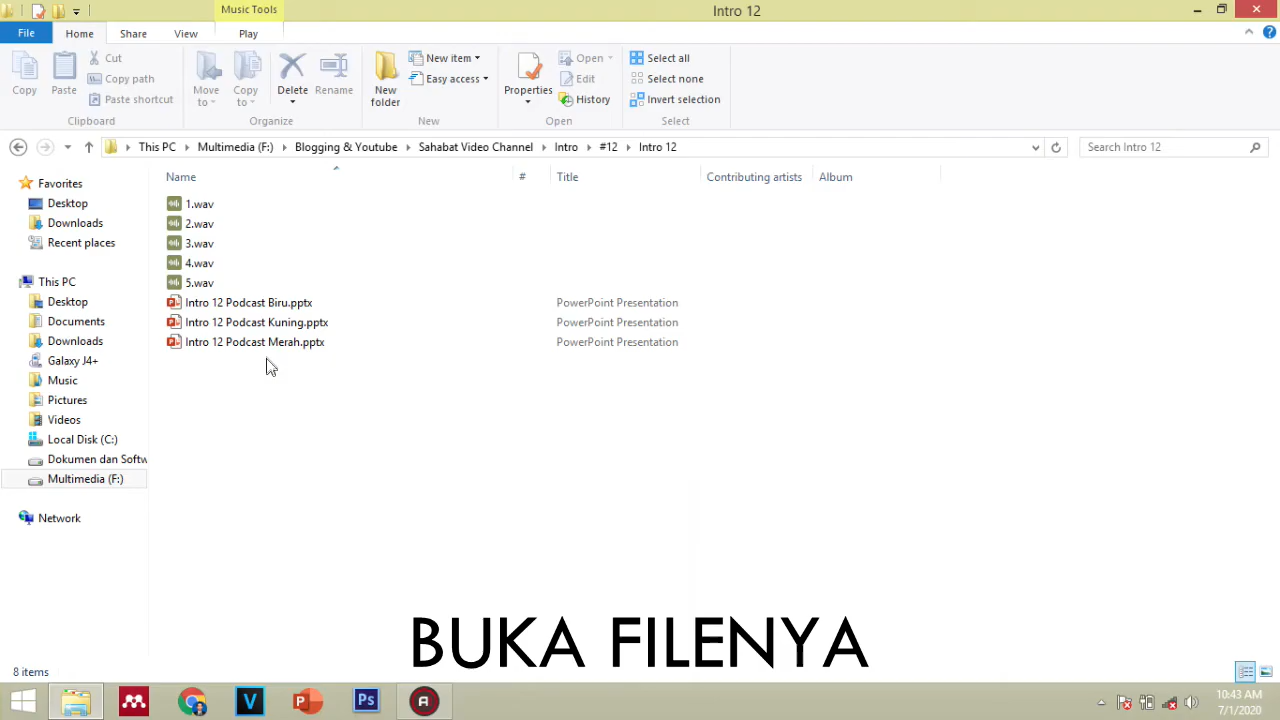 Music Tools
Intro 12
File Home Share View Play
Copy
Paste
Cut
Copy path
Paste shortcut
Clipboard
Move to
Copy to
Delete
Rename
Organize
New folder
New item
Easy access
New
Properties
Open
Edit
History
Open
Select all
Select none
Invert selection
Select
This PC Multimedia (F:) Blogging & Youtube Sahabat Video Channel Intro #12 Intro 12
Search Intro 12
Favorites
Desktop
Downloads
Recent places
This PC
Desktop
Documents
Downloads
Galaxy J4+
Music
Pictures
Videos
Local Disk (C:)
Dokumen dan Softw
Multimedia (F:)
Network
Name # Title Contributing artists Album
1.wav
2.wav
3.wav
4.wav
5.wav
Intro 12 Podcast Biru.pptx PowerPoint Presentation
Intro 12 Podcast Kuning.pptx PowerPoint Presentation
Intro 12 Podcast Merah.pptx PowerPoint Presentation
BUKA FILENYA
8 items
10:43 AM
7/1/2020